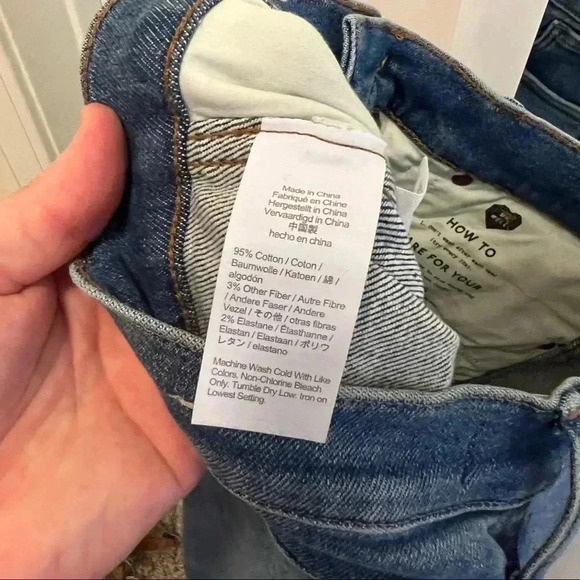 Made in China
Fabriqué en Chine
Hergestellt in China
Vervaardigd in China
中国製
hecho en china
95% Cotton / Coton /
Baumwolle / Katoen / 綿 /
algodón
3% Other Fiber / Autre Fibre
/ Andere Faser / Andere
Vezel / その他 / otras fibras
2% Elastane / Élasthanne /
Elastan / Elastaan / ポリウ
レタン / elastano
Machine Wash Cold With Like
Colors. Non-Chlorine Bleach
Only. Tumble Dry Low. Iron on
Lowest Setting.
HOW TO
RE FOR YOUR